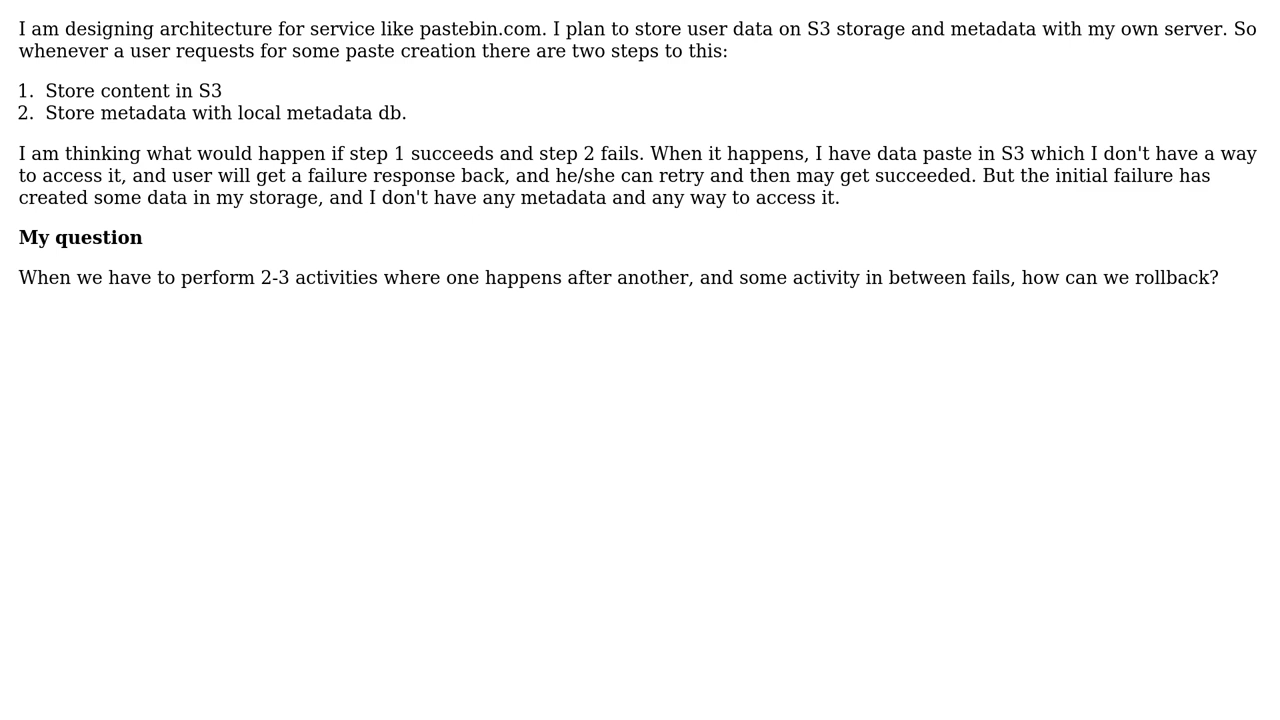 I am designing architecture for service like pastebin.com. I plan to store user data on S3 storage and metadata with my own server. So
whenever a user requests for some paste creation there are two steps to this:
1. Store content in S3
2. Store metadata with local metadata db.
I am thinking what would happen if step 1 succeeds and step 2 fails. When it happens, I have data paste in S3 which I don't have a way
to access it, and user will get a failure response back, and he/she can retry and then may get succeeded. But the initial failure has
created some data in my storage, and I don't have any metadata and any way to access it.
My question
When we have to perform 2-3 activities where one happens after another, and some activity in between fails, how can we rollback?